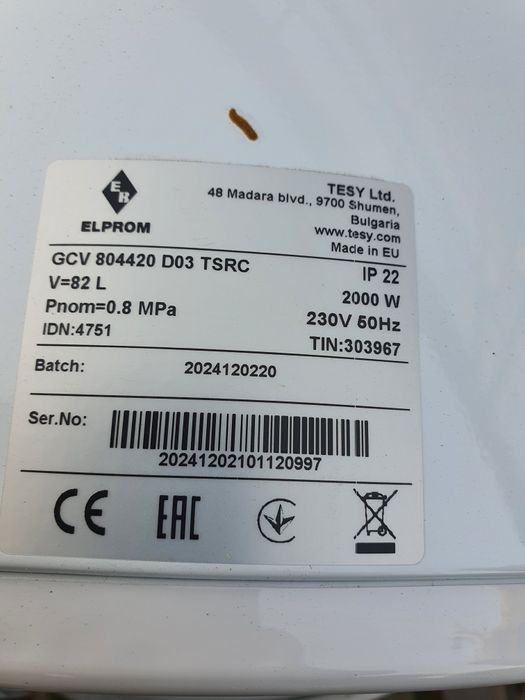 ER
ELPROM
TESY Ltd.
48 Madara blvd., 9700 Shumen,
Bulgaria
www.tesy.com
Made in EU
GCV 804420 D03 TSRC
IP 22
V=82 L
2000 W
Pnom=0.8 MPa
230V 50Hz
IDN:4751
TIN:303967
Batch: 2024120220
Ser.No:
20241202101120997
CE EAC